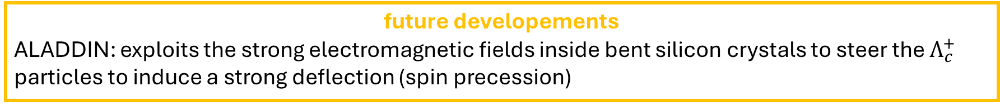 future developements
ALADDIN: exploits the strong electromagnetic fields inside bent silicon crystals to steer the Λ_c^+
particles to induce a strong deflection (spin precession)